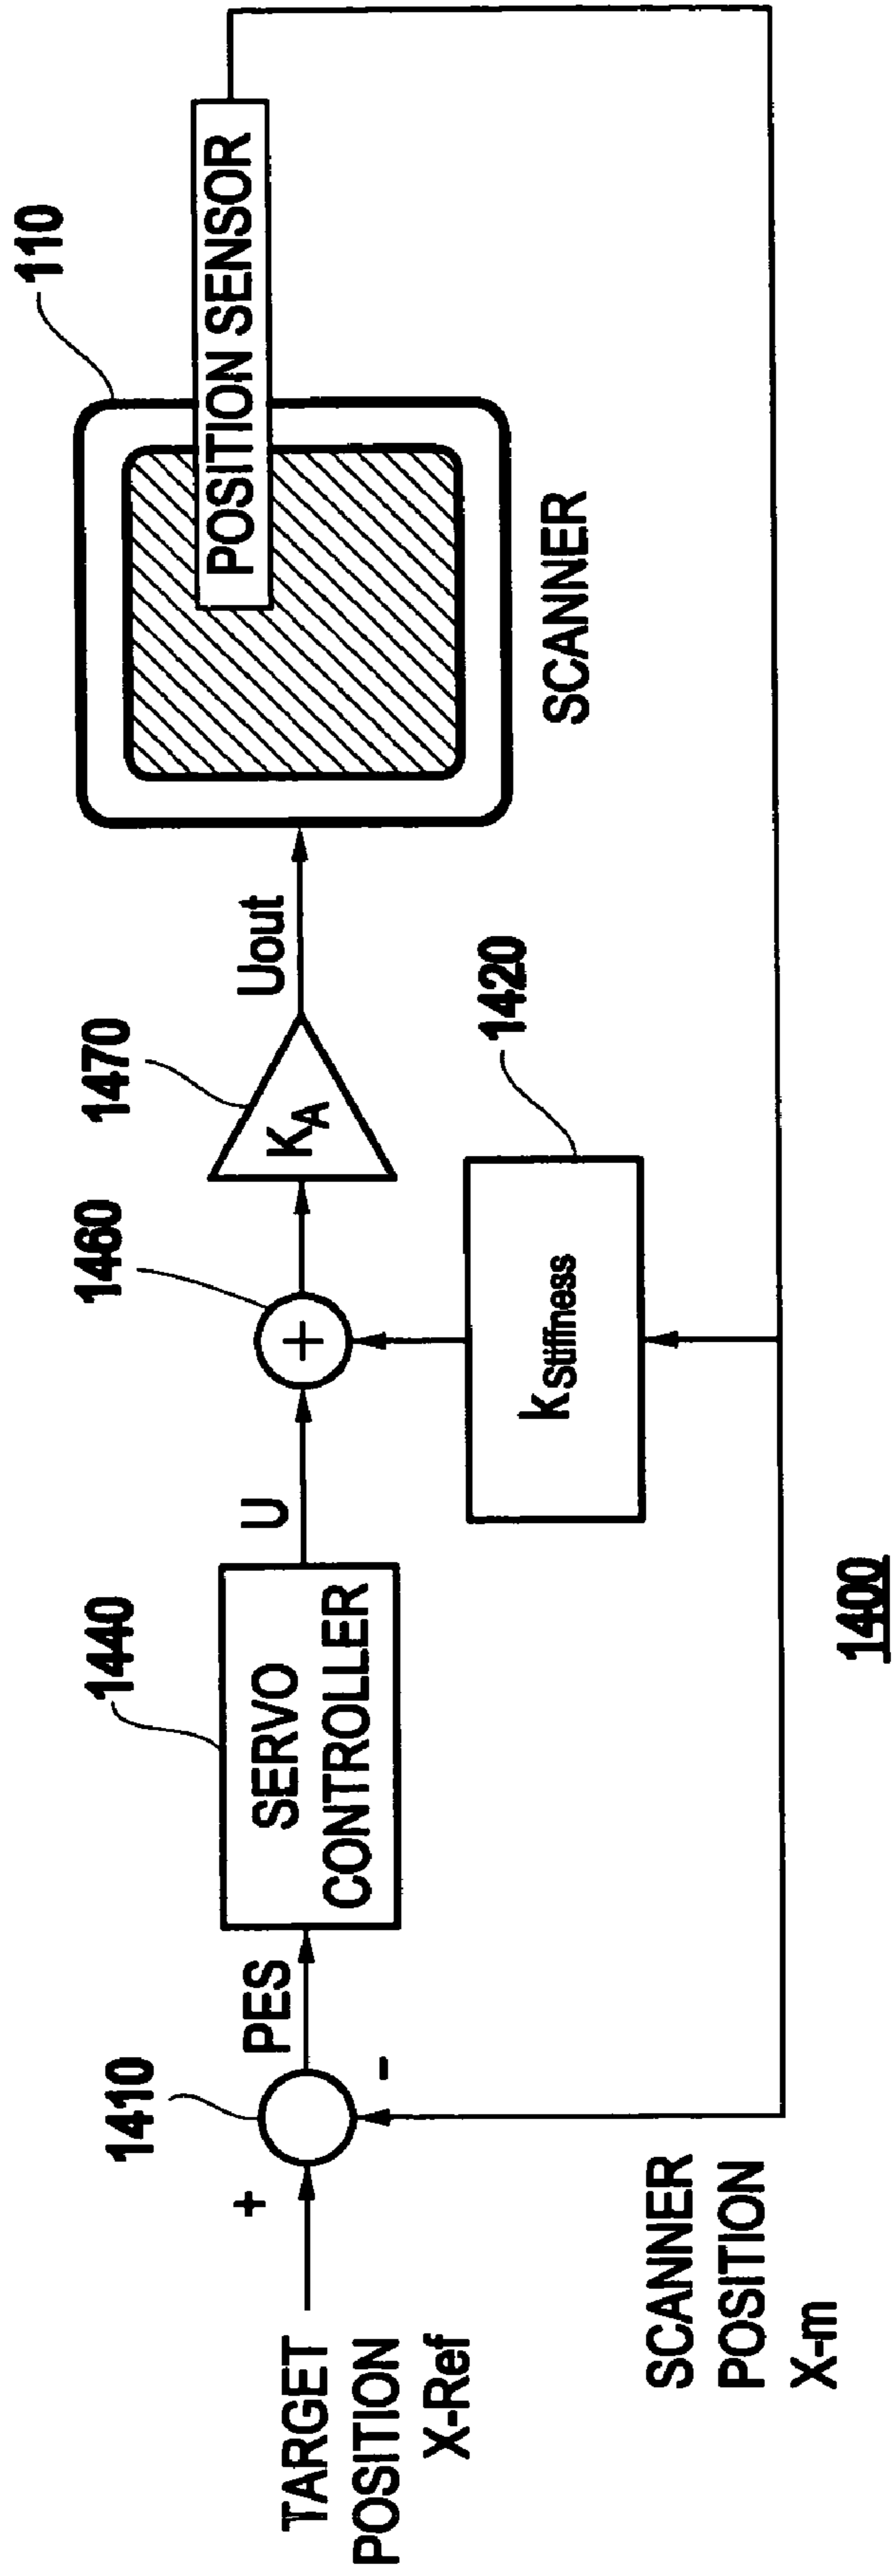 TARGET
POSITION
X-Ref
+
-
1410
PES
1440
SERVO
CONTROLLER
U
1460
+
1470
KA
Uout
110
POSITION SENSOR
SCANNER
1420
kStiffness
SCANNER
POSITION
X-m
1400